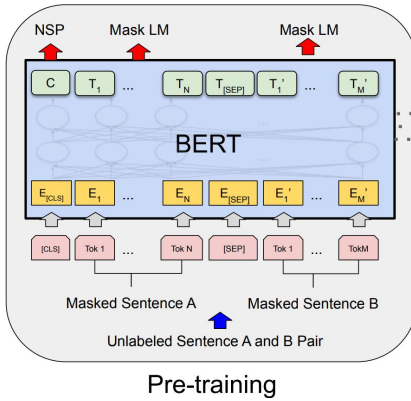 NSP Mask LM Mask LM
C T1 ... TN T[SEP] T1' ... TM'
BERT
E[CLS] E1 ... EN E[SEP] E1' ... EM'
[CLS] Tok 1 ... Tok N [SEP] Tok 1 ... TokM
Masked Sentence A Masked Sentence B
Unlabeled Sentence A and B Pair
Pre-training